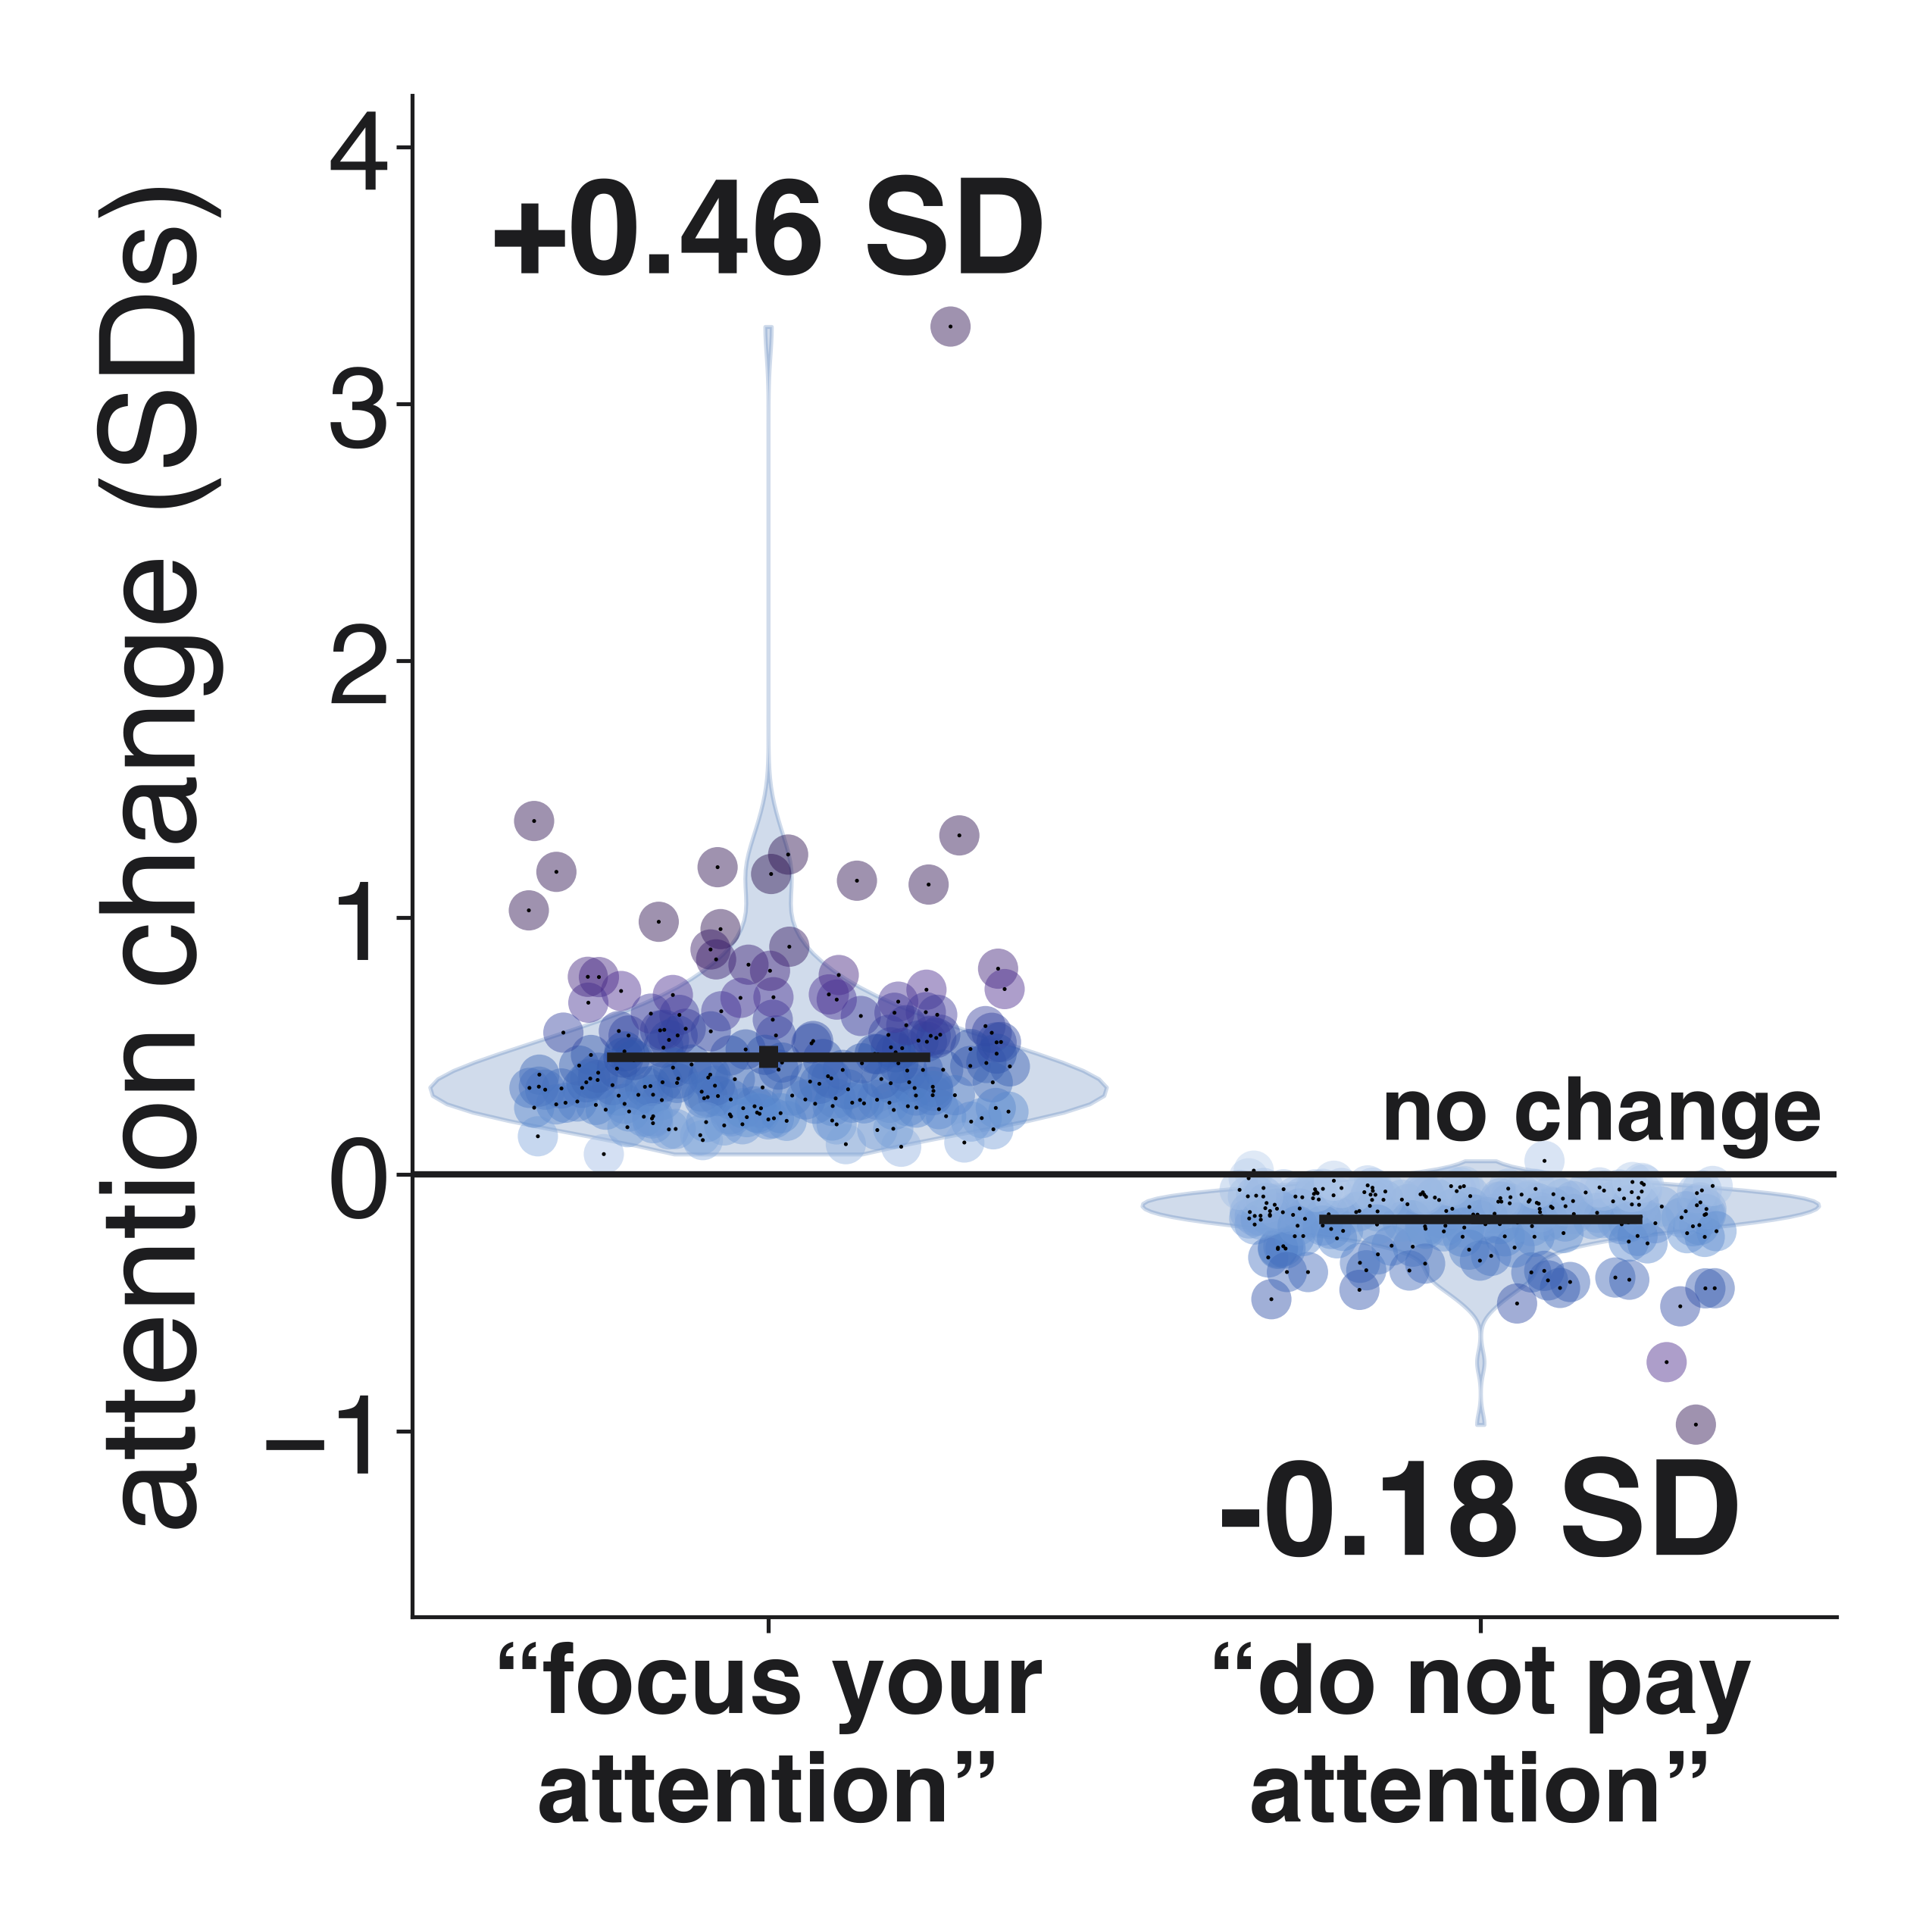 attention change (SDs)
4
3
2
1
0
−1
+0.46 SD
no change
-0.18 SD
“focus your
attention”
“do not pay
attention”